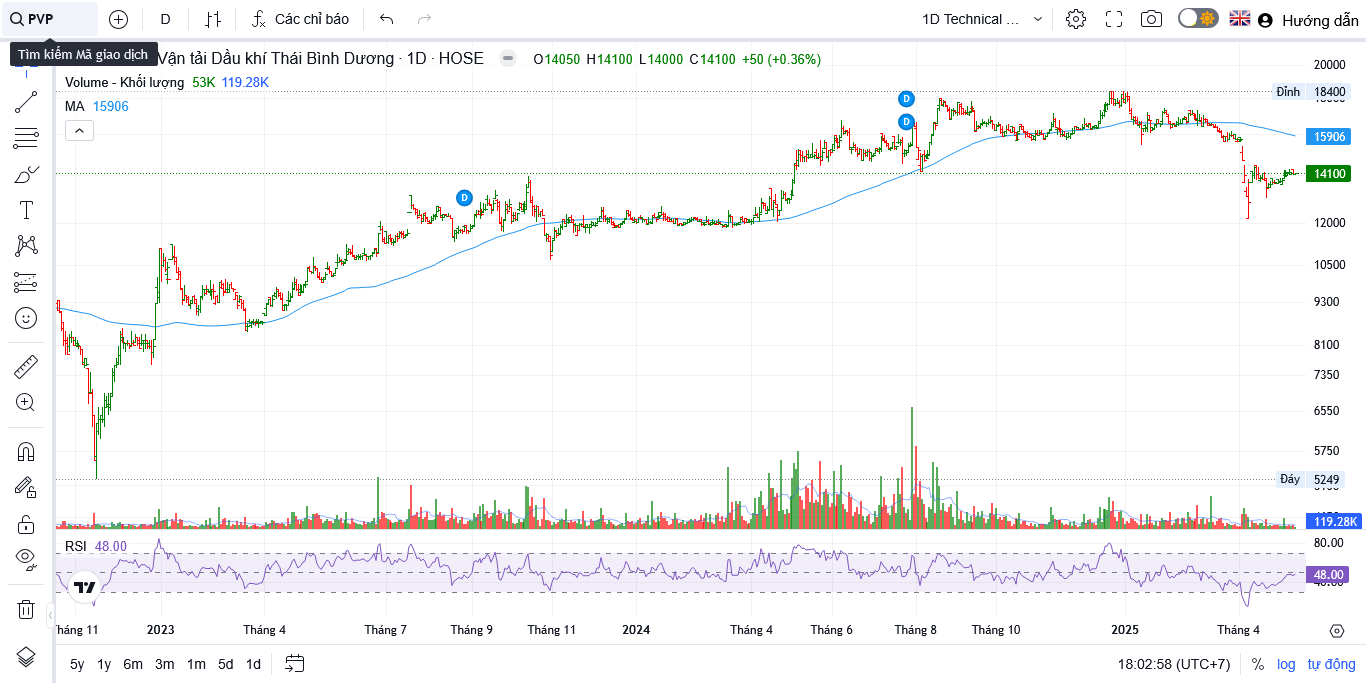 PVP
D
Các chỉ báo
1D Technical ...
Hướng dẫn
Tìm kiếm Mã giao dịch
Vận tải Dầu khí Thái Bình Dương · 1D · HOSE
O14050 H14100 L14000 C14100 +50 (+0.36%)
Volume - Khối lượng 53K 119.28K
MA 15906
20000
Đỉnh 18400
D
D
15906
14100
D
12000
10500
9300
8100
7350
6550
5750
Đáy 5249
119.28K
RSI 48.00
80.00
48.00
Tháng 11 2023 Tháng 4 Tháng 7 Tháng 9 Tháng 11 2024 Tháng 4 Tháng 6 Tháng 8 Tháng 10 2025 Tháng 4
5y 1y 6m 3m 1m 5d 1d
18:02:58 (UTC+7) % log tự động